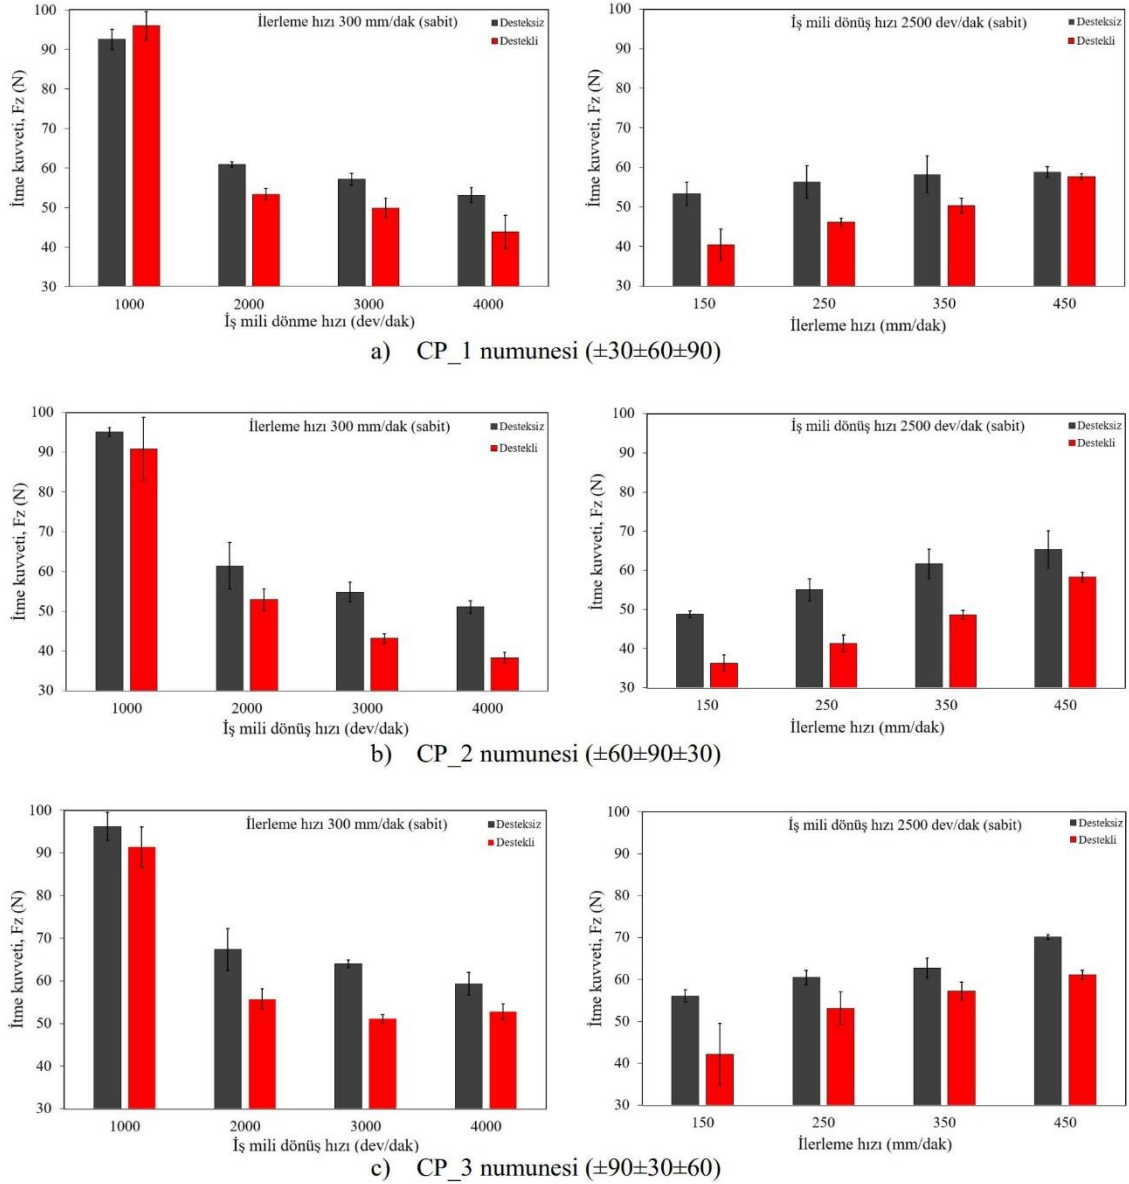 İlerleme hızı 300 mm/dak (sabit)
Desteksiz
Destekli
İtme kuvveti, Fz (N)
100
90
80
70
60
50
40
30
1000 2000 3000 4000
İş mili dönme hızı (dev/dak)
İş mili dönüş hızı 2500 dev/dak (sabit)
Desteksiz
Destekli
İtme kuvveti, Fz (N)
100
90
80
70
60
50
40
30
150 250 350 450
İlerleme hızı (mm/dak)
a) CP_1 numunesi (±30±60±90)
İlerleme hızı 300 mm/dak (sabit)
Desteksiz
Destekli
İtme kuvveti, Fz (N)
100
90
80
70
60
50
40
30
1000 2000 3000 4000
İş mili dönüş hızı (dev/dak)
İş mili dönüş hızı 2500 dev/dak (sabit)
Desteksiz
Destekli
İtme kuvveti, Fz (N)
100
90
80
70
60
50
40
30
150 250 350 450
İlerleme hızı (mm/dak)
b) CP_2 numunesi (±60±90±30)
İlerleme hızı 300 mm/dak (sabit)
Desteksiz
Destekli
İtme kuvveti, Fz (N)
100
90
80
70
60
50
40
30
1000 2000 3000 4000
İş mili dönüş hızı (dev/dak)
İş mili dönüş hızı 2500 dev/dak (sabit)
Desteksiz
Destekli
İtme kuvveti, Fz (N)
100
90
80
70
60
50
40
30
150 250 350 450
İlerleme hızı (mm/dak)
c) CP_3 numunesi (±90±30±60)